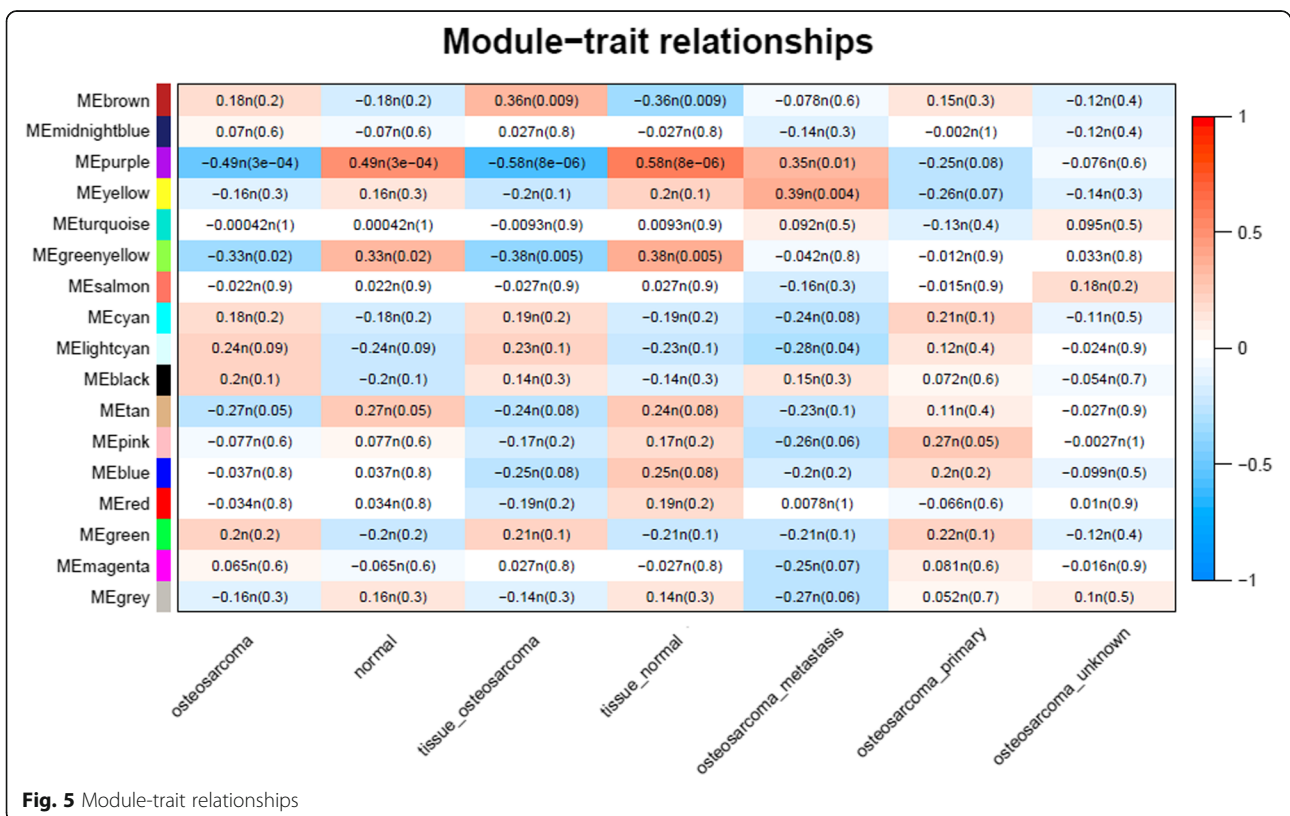 Module−trait relationships
MEbrown 0.18n(0.2) −0.18n(0.2) 0.36n(0.009) −0.36n(0.009) −0.078n(0.6) 0.15n(0.3) −0.12n(0.4)
MEmidnightblue 0.07n(0.6) −0.07n(0.6) 0.027n(0.8) −0.027n(0.8) −0.14n(0.3) −0.002n(1) −0.12n(0.4)
MEpurple −0.49n(3e−04) 0.49n(3e−04) −0.58n(8e−06) 0.58n(8e−06) 0.35n(0.01) −0.25n(0.08) −0.076n(0.6)
MEyellow −0.16n(0.3) 0.16n(0.3) −0.2n(0.1) 0.2n(0.1) 0.39n(0.004) −0.26n(0.07) −0.14n(0.3)
MEturquoise −0.00042n(1) 0.00042n(1) −0.0093n(0.9) 0.0093n(0.9) 0.092n(0.5) −0.13n(0.4) 0.095n(0.5)
MEgreenyellow −0.33n(0.02) 0.33n(0.02) −0.38n(0.005) 0.38n(0.005) −0.042n(0.8) −0.012n(0.9) 0.033n(0.8)
MEsalmon −0.022n(0.9) 0.022n(0.9) −0.027n(0.9) 0.027n(0.9) −0.16n(0.3) −0.015n(0.9) 0.18n(0.2)
MEcyan 0.18n(0.2) −0.18n(0.2) 0.19n(0.2) −0.19n(0.2) −0.24n(0.08) 0.21n(0.1) −0.11n(0.5)
MElightcyan 0.24n(0.09) −0.24n(0.09) 0.23n(0.1) −0.23n(0.1) −0.28n(0.04) 0.12n(0.4) −0.024n(0.9)
MEblack 0.2n(0.1) −0.2n(0.1) 0.14n(0.3) −0.14n(0.3) 0.15n(0.3) 0.072n(0.6) −0.054n(0.7)
MEtan −0.27n(0.05) 0.27n(0.05) −0.24n(0.08) 0.24n(0.08) −0.23n(0.1) 0.11n(0.4) −0.027n(0.9)
MEpink −0.077n(0.6) 0.077n(0.6) −0.17n(0.2) 0.17n(0.2) −0.26n(0.06) 0.27n(0.05) −0.0027n(1)
MEblue −0.037n(0.8) 0.037n(0.8) −0.25n(0.08) 0.25n(0.08) −0.2n(0.2) 0.2n(0.2) −0.099n(0.5)
MEred −0.034n(0.8) 0.034n(0.8) −0.19n(0.2) 0.19n(0.2) 0.0078n(1) −0.066n(0.6) 0.01n(0.9)
MEgreen 0.2n(0.2) −0.2n(0.2) 0.21n(0.1) −0.21n(0.1) −0.21n(0.1) 0.22n(0.1) −0.12n(0.4)
MEmagenta 0.065n(0.6) −0.065n(0.6) 0.027n(0.8) −0.027n(0.8) −0.25n(0.07) 0.081n(0.6) −0.016n(0.9)
MEgrey −0.16n(0.3) 0.16n(0.3) −0.14n(0.3) 0.14n(0.3) −0.27n(0.06) 0.052n(0.7) 0.1n(0.5)
osteosarcoma
normal
tissue_osteosarcoma
tissue_normal
osteosarcoma_metastasis
osteosarcoma_primary
osteosarcoma_unknown
1
0.5
0
−0.5
−1
Fig. 5 Module-trait relationships